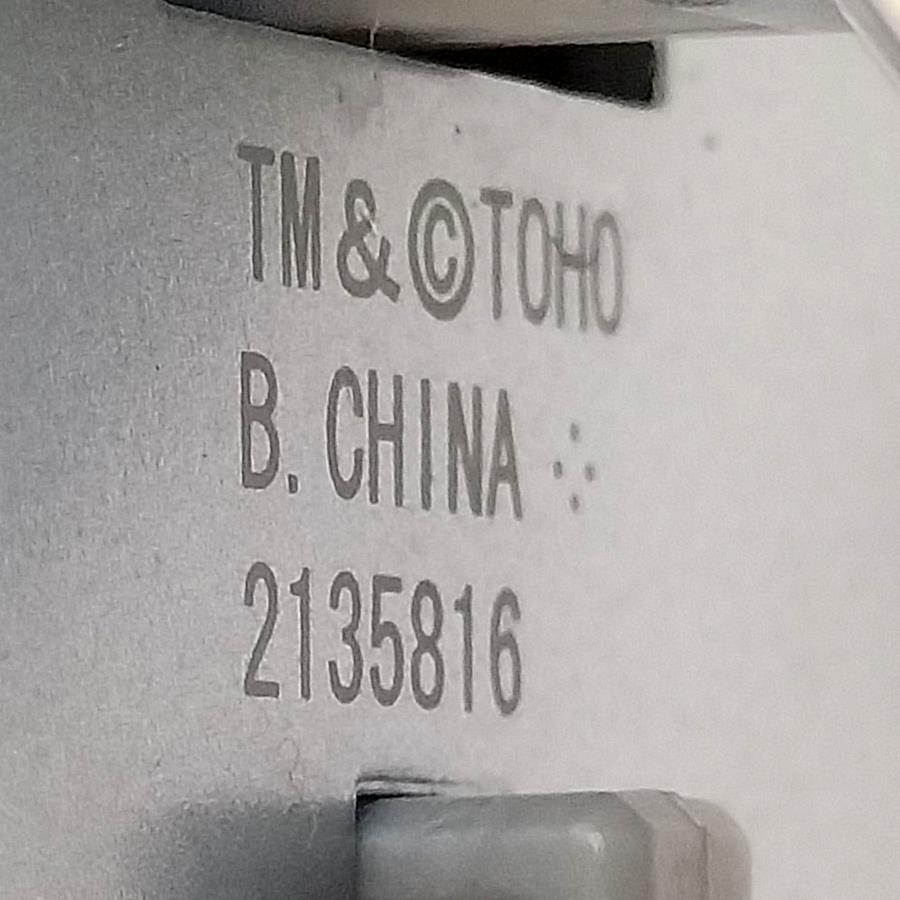 TM & ©TOHO
B. CHINA
2135816